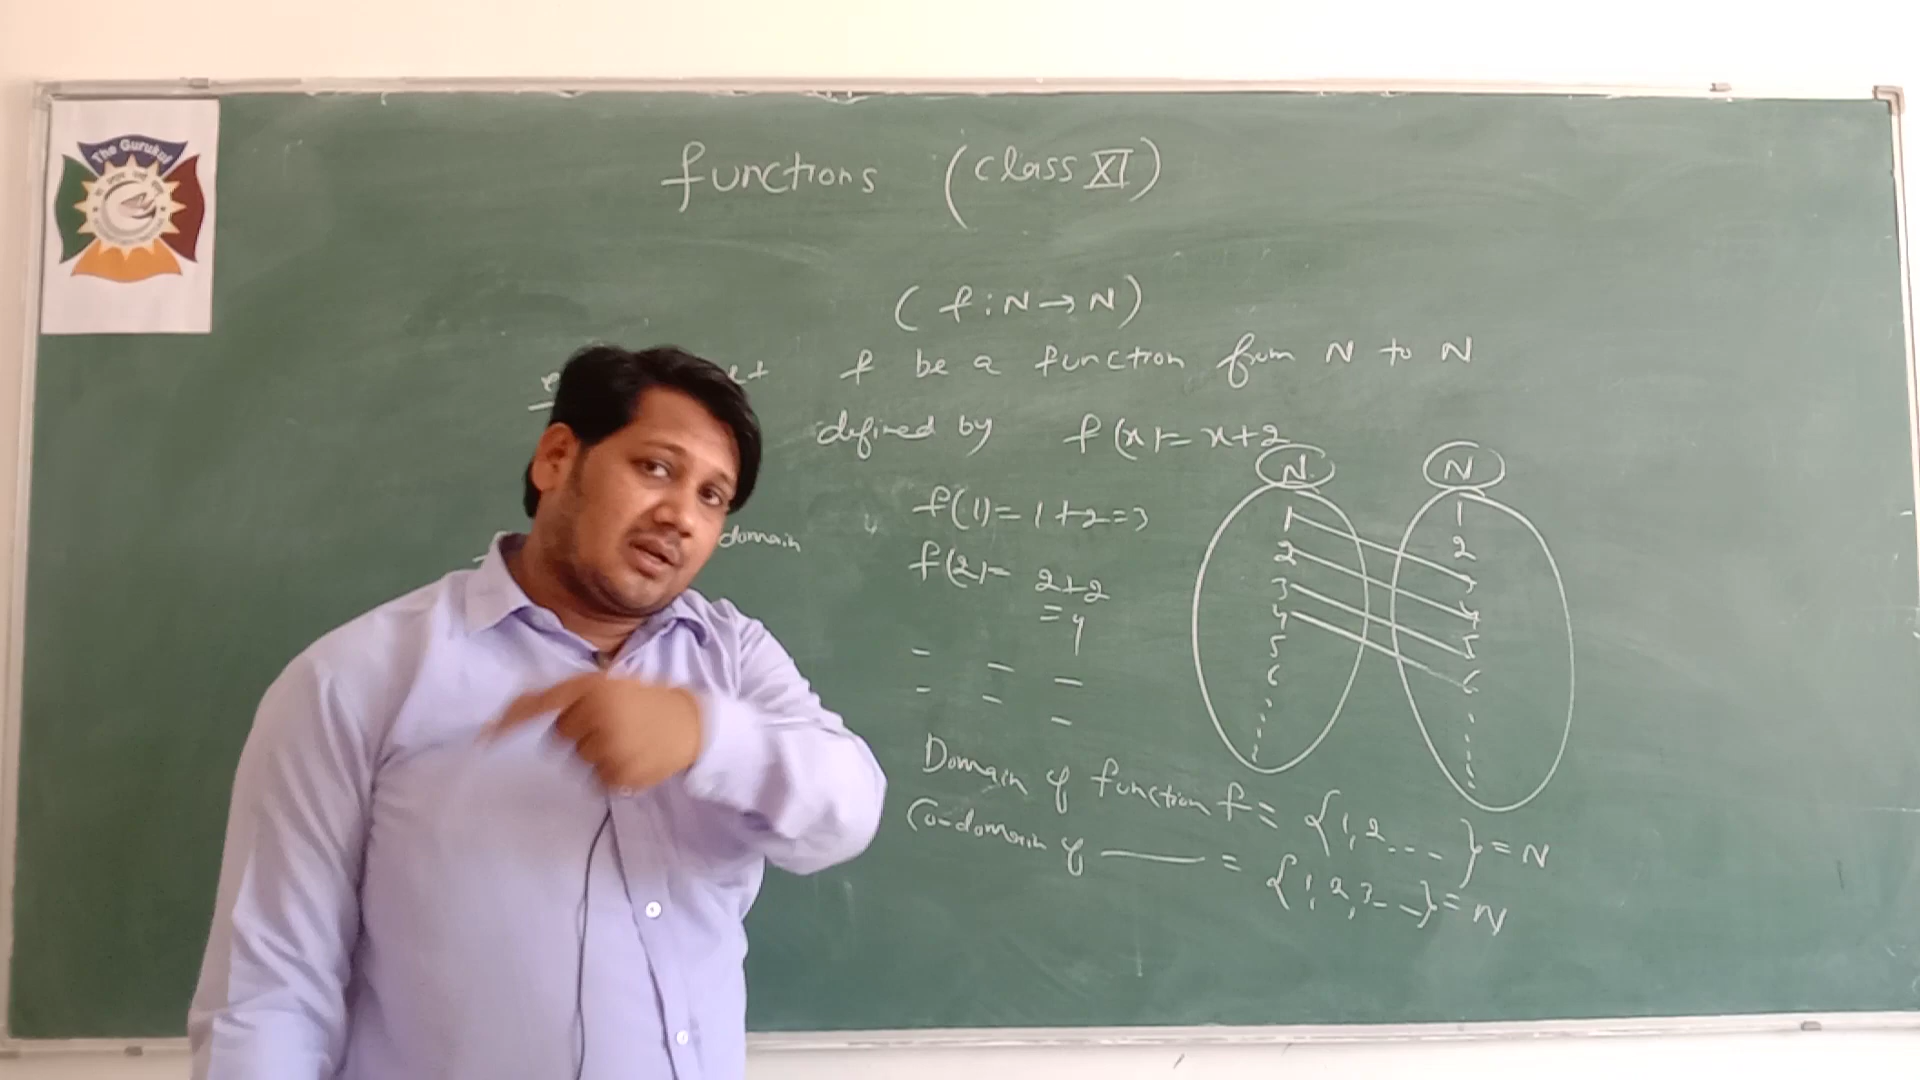 The Gurukul
functions (class XI)
(f : N → N)
f be a function from N to N
defined by f(x) = x+2
domain
f(1) = 1+2 = 3
f(2) = 2+2
= 4
N N
1 1
2 2
3 3
4 4
5 5
6 6
Domain of function f = {1, 2 ... } = N
Co-domain of —— = {1, 2, 3 - -} = N